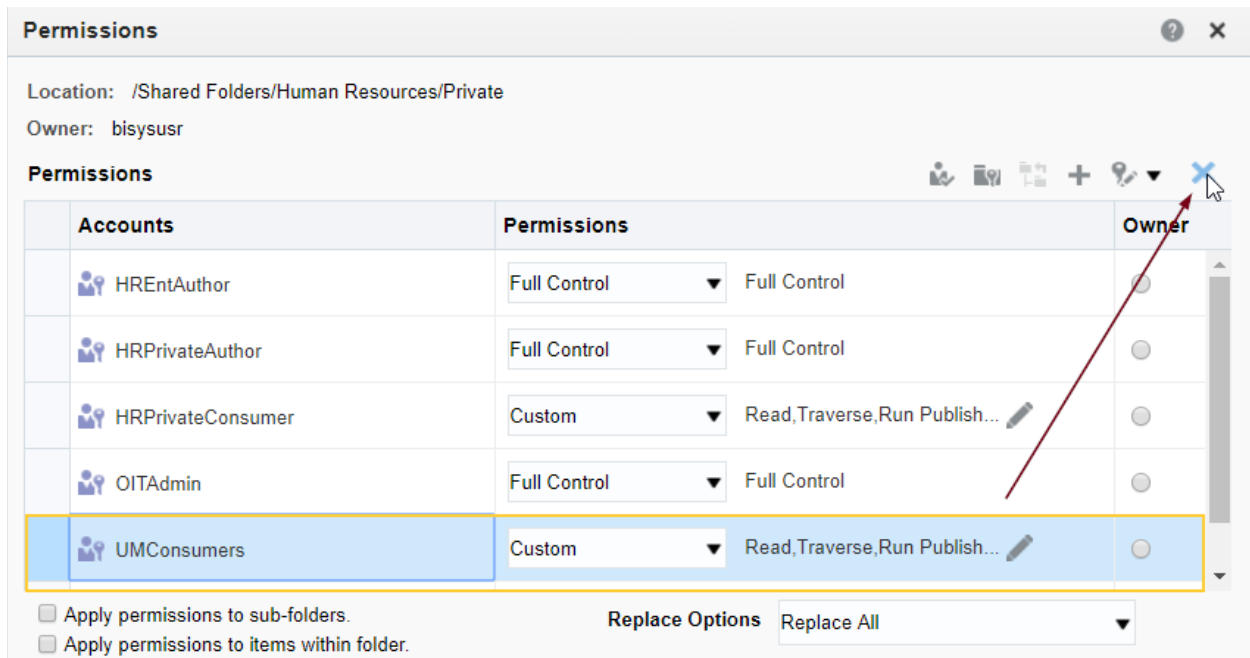 Permissions
Location: /Shared Folders/Human Resources/Private
Owner: bisysusr
Permissions
Accounts Permissions Owner
HREntAuthor Full Control Full Control
HRPrivateAuthor Full Control Full Control
HRPrivateConsumer Custom Read,Traverse,Run Publish...
OITAdmin Full Control Full Control
UMConsumers Custom Read,Traverse,Run Publish...
Apply permissions to sub-folders. Replace Options Replace All
Apply permissions to items within folder.